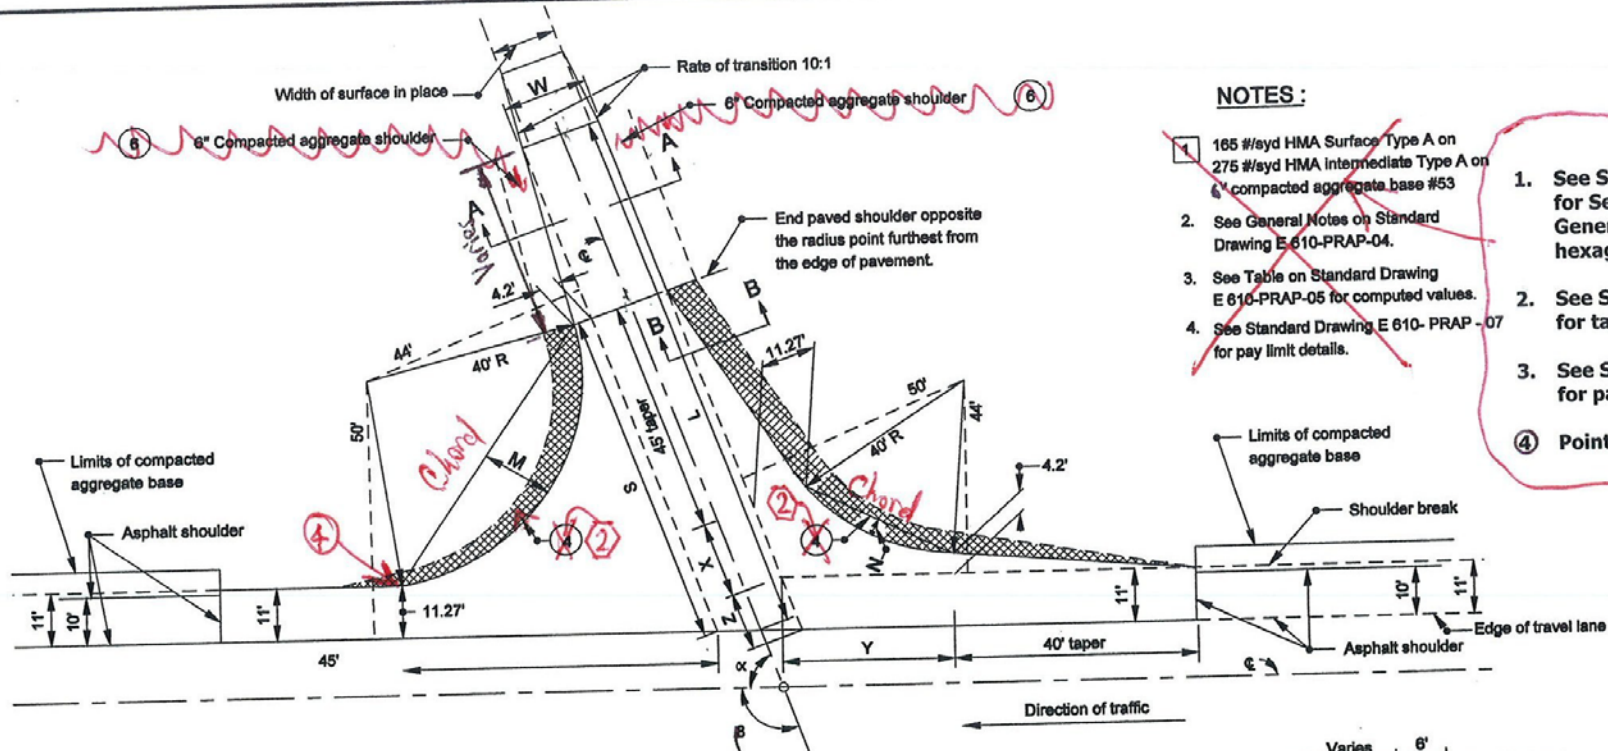 Width of surface in place
W
Rate of transition 10:1
6 6" Compacted aggregate shoulder
6" Compacted aggregate shoulder 6
A
A
Varies
℄
4.2'
End paved shoulder opposite
the radius point furthest from
the edge of pavement.
B
B
44'
40' R
50'
Chord
M
S
45' taper
L
X
Z
11.27'
50'
44'
40' R
4.2'
Chord
N
2
4
4
2
4
Limits of compacted
aggregate base
Asphalt shoulder
11'
10'
11'
11.27'
45'
Y
40' taper
α
β
℄
Direction of traffic
Limits of compacted
aggregate base
Shoulder break
11'
10'
11'
Edge of travel lane
Asphalt shoulder
Varies 6'
NOTES :
1 165 #/syd HMA Surface Type A on
275 #/syd HMA intermediate Type A on
6" compacted aggregate base #53
2. See General Notes on Standard
Drawing E 610-PRAP-04.
3. See Table on Standard Drawing
E 610-PRAP-05 for computed values.
4. See Standard Drawing E 610- PRAP - 07
for pay limit details.
1. See S
for Se
Gener
hexag
2. See S
for ta
3. See S
for pa
4 Point